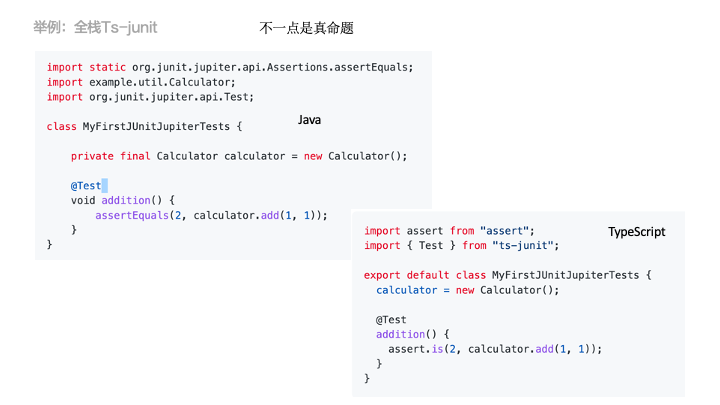 举例：全栈Ts-junit
不一点是真命题
import static org.junit.jupiter.api.Assertions.assertEquals;
import example.util.Calculator;
import org.junit.jupiter.api.Test;
class MyFirstJUnitJupiterTests {
Java
private final Calculator calculator = new Calculator();
@Test
void addition() {
assertEquals(2, calculator.add(1, 1));
}
}
TypeScript
import assert from "assert";
import { Test } from "ts-junit";
export default class MyFirstJUnitJupiterTests {
calculator = new Calculator();
@Test
addition() {
assert.is(2, calculator.add(1, 1));
}
}